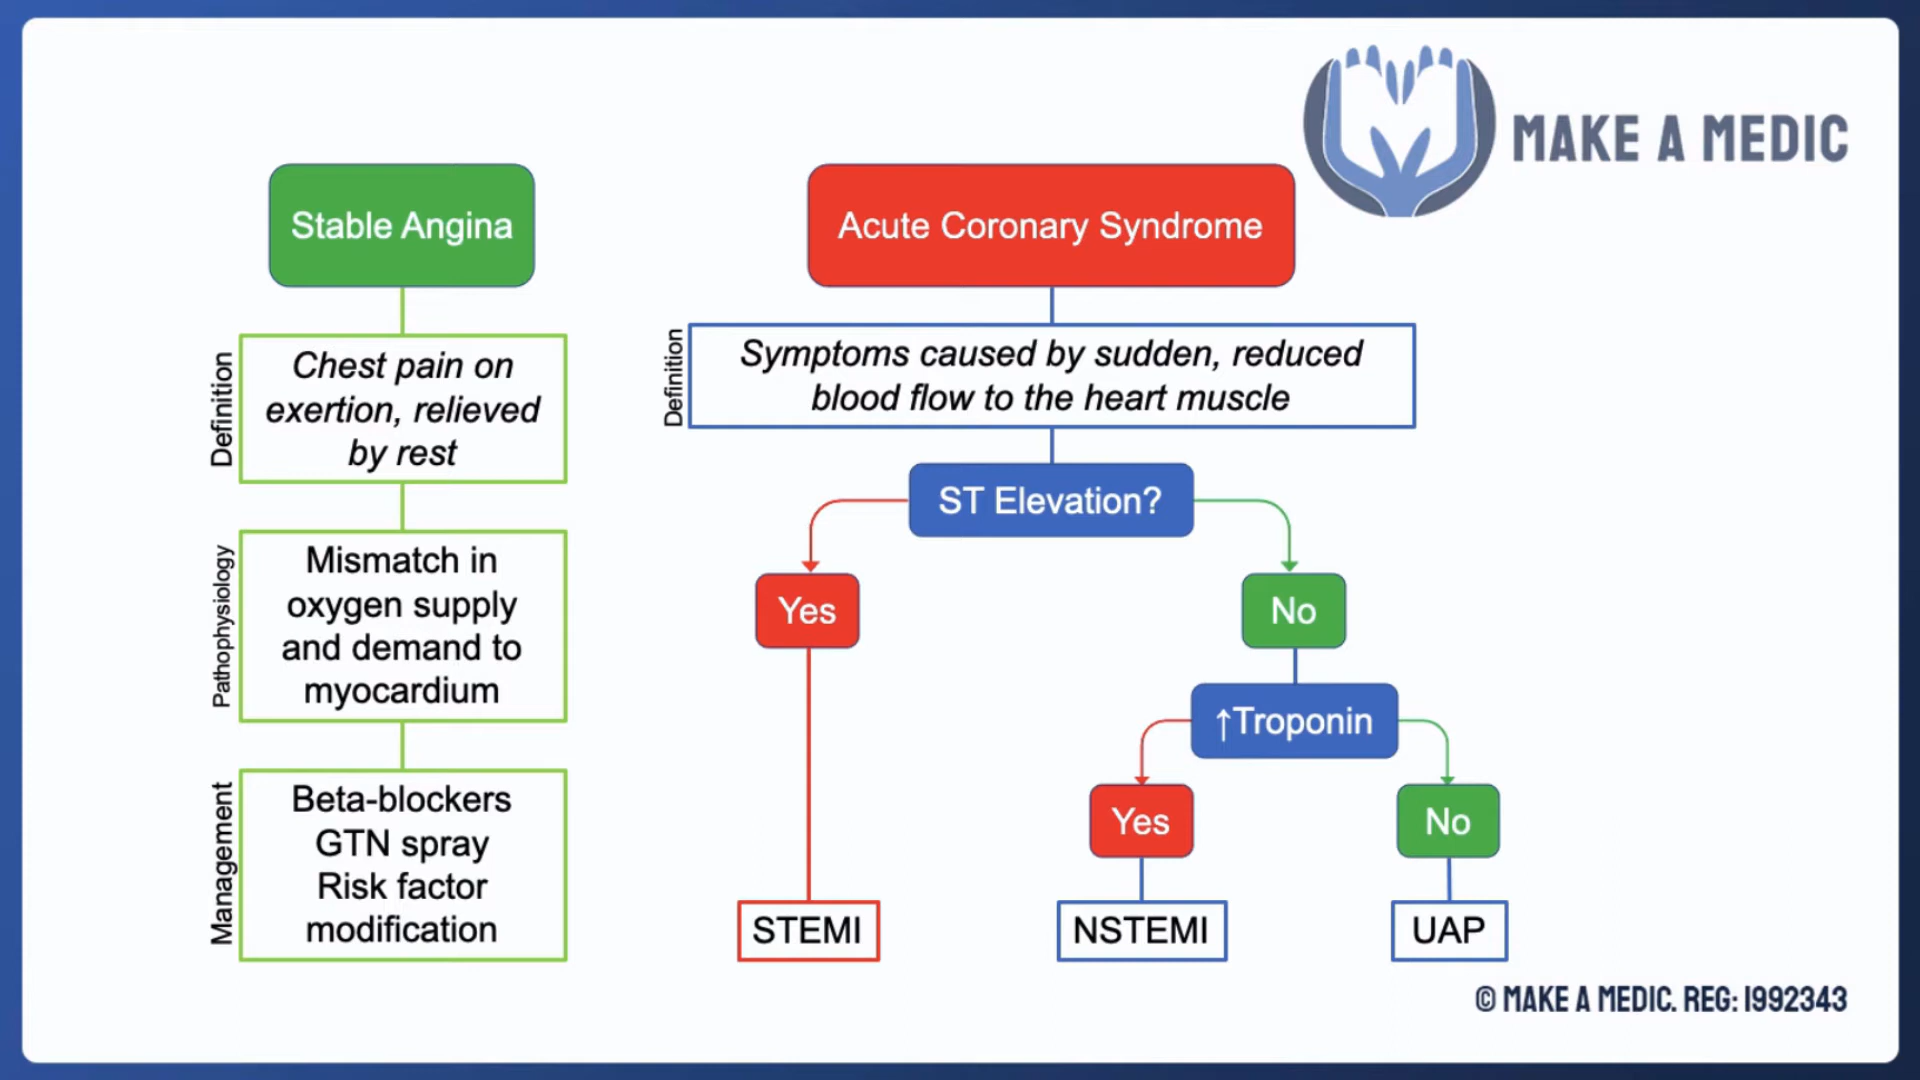 MAKE A MEDIC
Stable Angina
Definition
Chest pain on
exertion, relieved
by rest
Pathophysiology
Mismatch in
oxygen supply
and demand to
myocardium
Management
Beta-blockers
GTN spray
Risk factor
modification
Acute Coronary Syndrome
Definition
Symptoms caused by sudden, reduced
blood flow to the heart muscle
ST Elevation?
Yes
No
↑Troponin
Yes
No
STEMI
NSTEMI
UAP
© MAKE A MEDIC. REG: 1992343